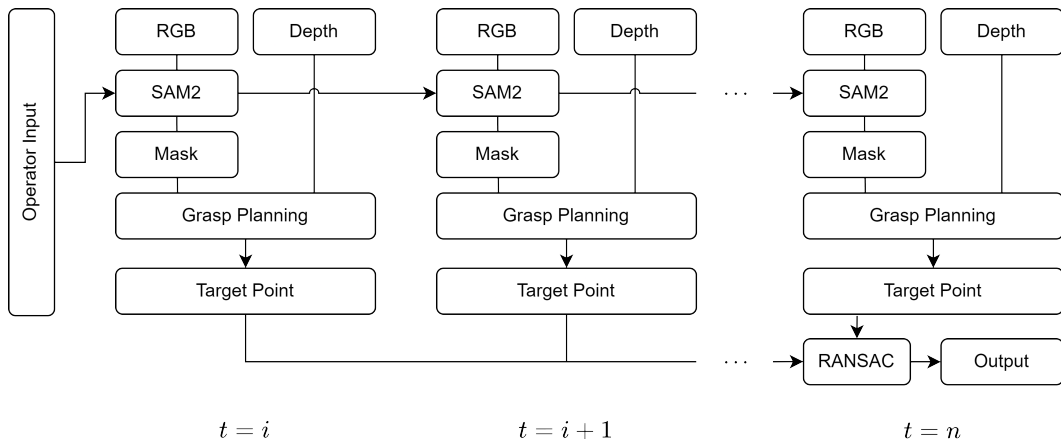 Operator Input
RGB Depth RGB Depth RGB Depth
SAM2 SAM2 ... SAM2
Mask Mask Mask
Grasp Planning Grasp Planning Grasp Planning
Target Point Target Point Target Point
... RANSAC Output
t = i t = i + 1 t = n